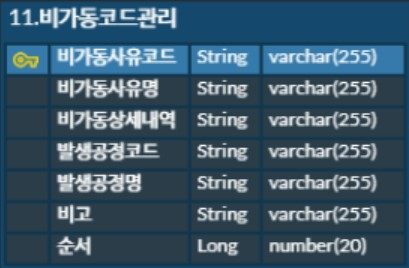 11.비가동코드관리
비가동사유코드 String varchar(255)
비가동사유명 String varchar(255)
비가동상세내역 String varchar(255)
발생공정코드 String varchar(255)
발생공정명 String varchar(255)
비고 String varchar(255)
순서 Long number(20)